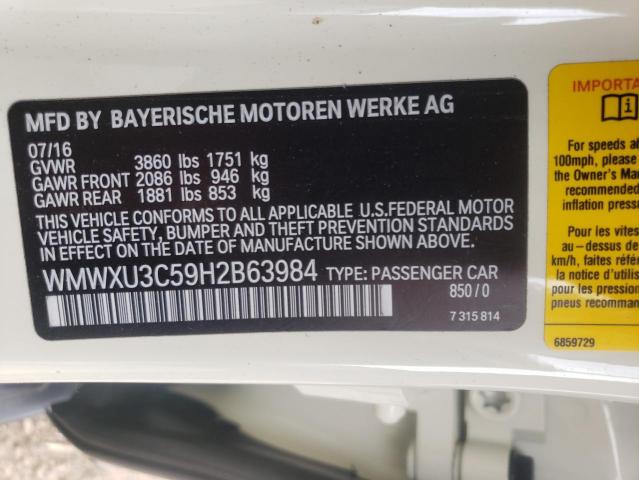 MFD BY BAYERISCHE MOTOREN WERKE AG
07/16
GVWR 3860 lbs 1751 kg
GAWR FRONT 2086 lbs 946 kg
GAWR REAR 1881 lbs 853 kg
THIS VEHICLE CONFORMS TO ALL APPLICABLE U.S.FEDERAL MOTOR
VEHICLE SAFETY, BUMPER AND THEFT PREVENTION STANDARDS
IN EFFECT ON THE DATE OF MANUFACTURE SHOWN ABOVE.
WMWXU3C59H2B63984 TYPE: PASSENGER CAR
850/0
7 315 814
IMPORTA
i
For speeds ab
100mph, please
the Owner's Ma
recommended
inflation pressu
Pour les vites
au-dessus de
km/h, faites réfé
la notice d'utili
pour les pression
pneus recomman
6859729